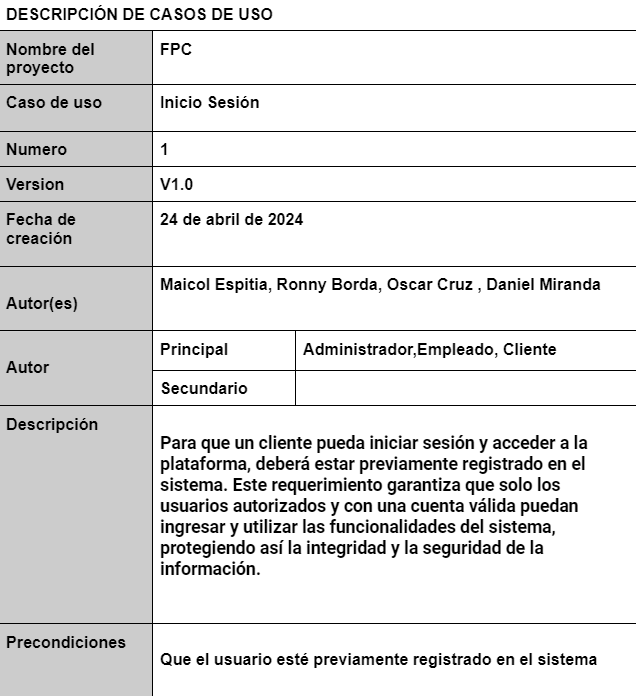 DESCRIPCIÓN DE CASOS DE USO
Nombre del proyecto
FPC
Caso de uso
Inicio Sesión
Numero
1
Version
V1.0
Fecha de creación
24 de abril de 2024
Autor(es)
Maicol Espitia, Ronny Borda, Oscar Cruz , Daniel Miranda
Autor
Principal
Administrador,Empleado, Cliente
Secundario
Descripción
Para que un cliente pueda iniciar sesión y acceder a la
plataforma, deberá estar previamente registrado en el
sistema. Este requerimiento garantiza que solo los
usuarios autorizados y con una cuenta válida puedan
ingresar y utilizar las funcionalidades del sistema,
protegiendo así la integridad y la seguridad de la
información.
Precondiciones
Que el usuario esté previamente registrado en el sistema